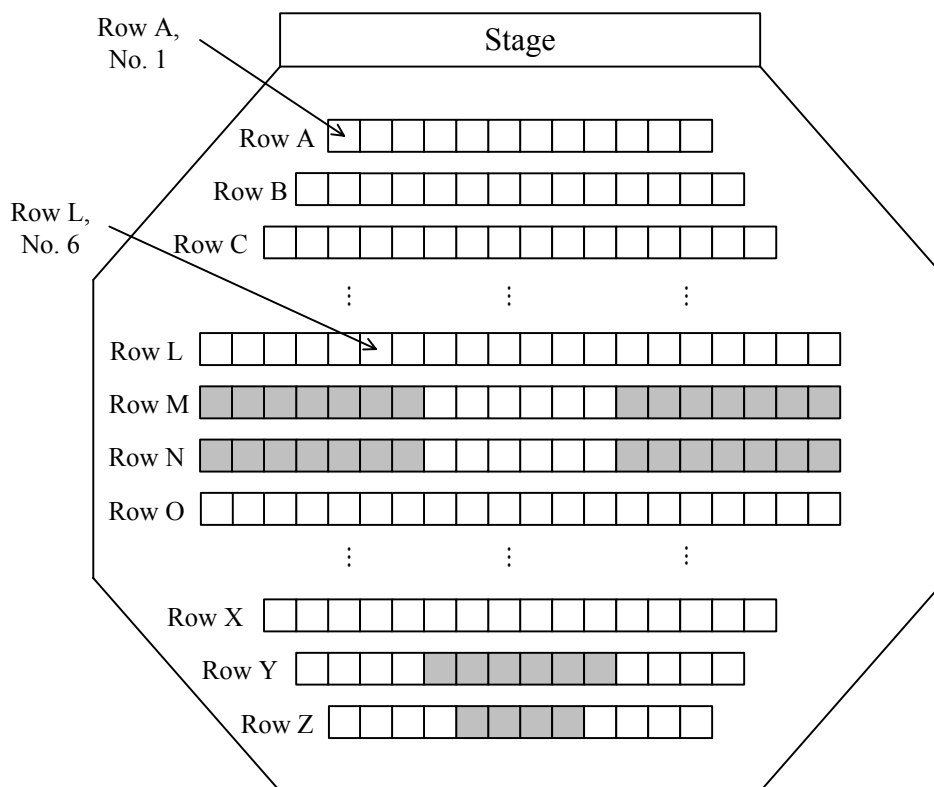 Row A,
No. 1
Stage
Row A
Row B
Row L,
No. 6
Row C
Row L
Row M
Row N
Row O
Row X
Row Y
Row Z